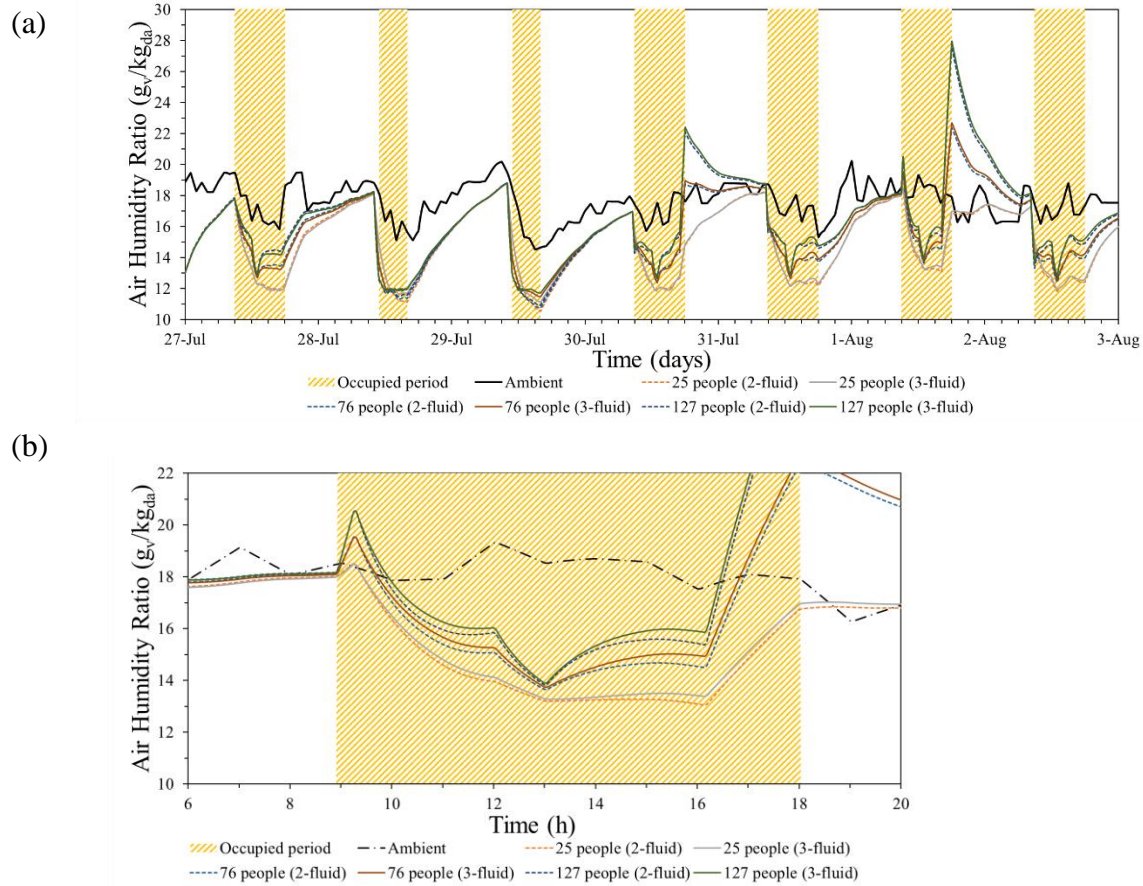 (a)
Air Humidity Ratio (gv/kgda)
30
28
26
24
22
20
18
16
14
12
10
27-Jul 28-Jul 29-Jul 30-Jul 31-Jul 1-Aug 2-Aug 3-Aug
Time (days)
Occupied period Ambient 25 people (2-fluid) 25 people (3-fluid)
76 people (2-fluid) 76 people (3-fluid) 127 people (2-fluid) 127 people (3-fluid)
(b)
Air Humidity Ratio (gv/kgda)
22
20
18
16
14
12
10
6 8 10 12 14 16 18 20
Time (h)
Occupied period Ambient 25 people (2-fluid) 25 people (3-fluid)
76 people (2-fluid) 76 people (3-fluid) 127 people (2-fluid) 127 people (3-fluid)